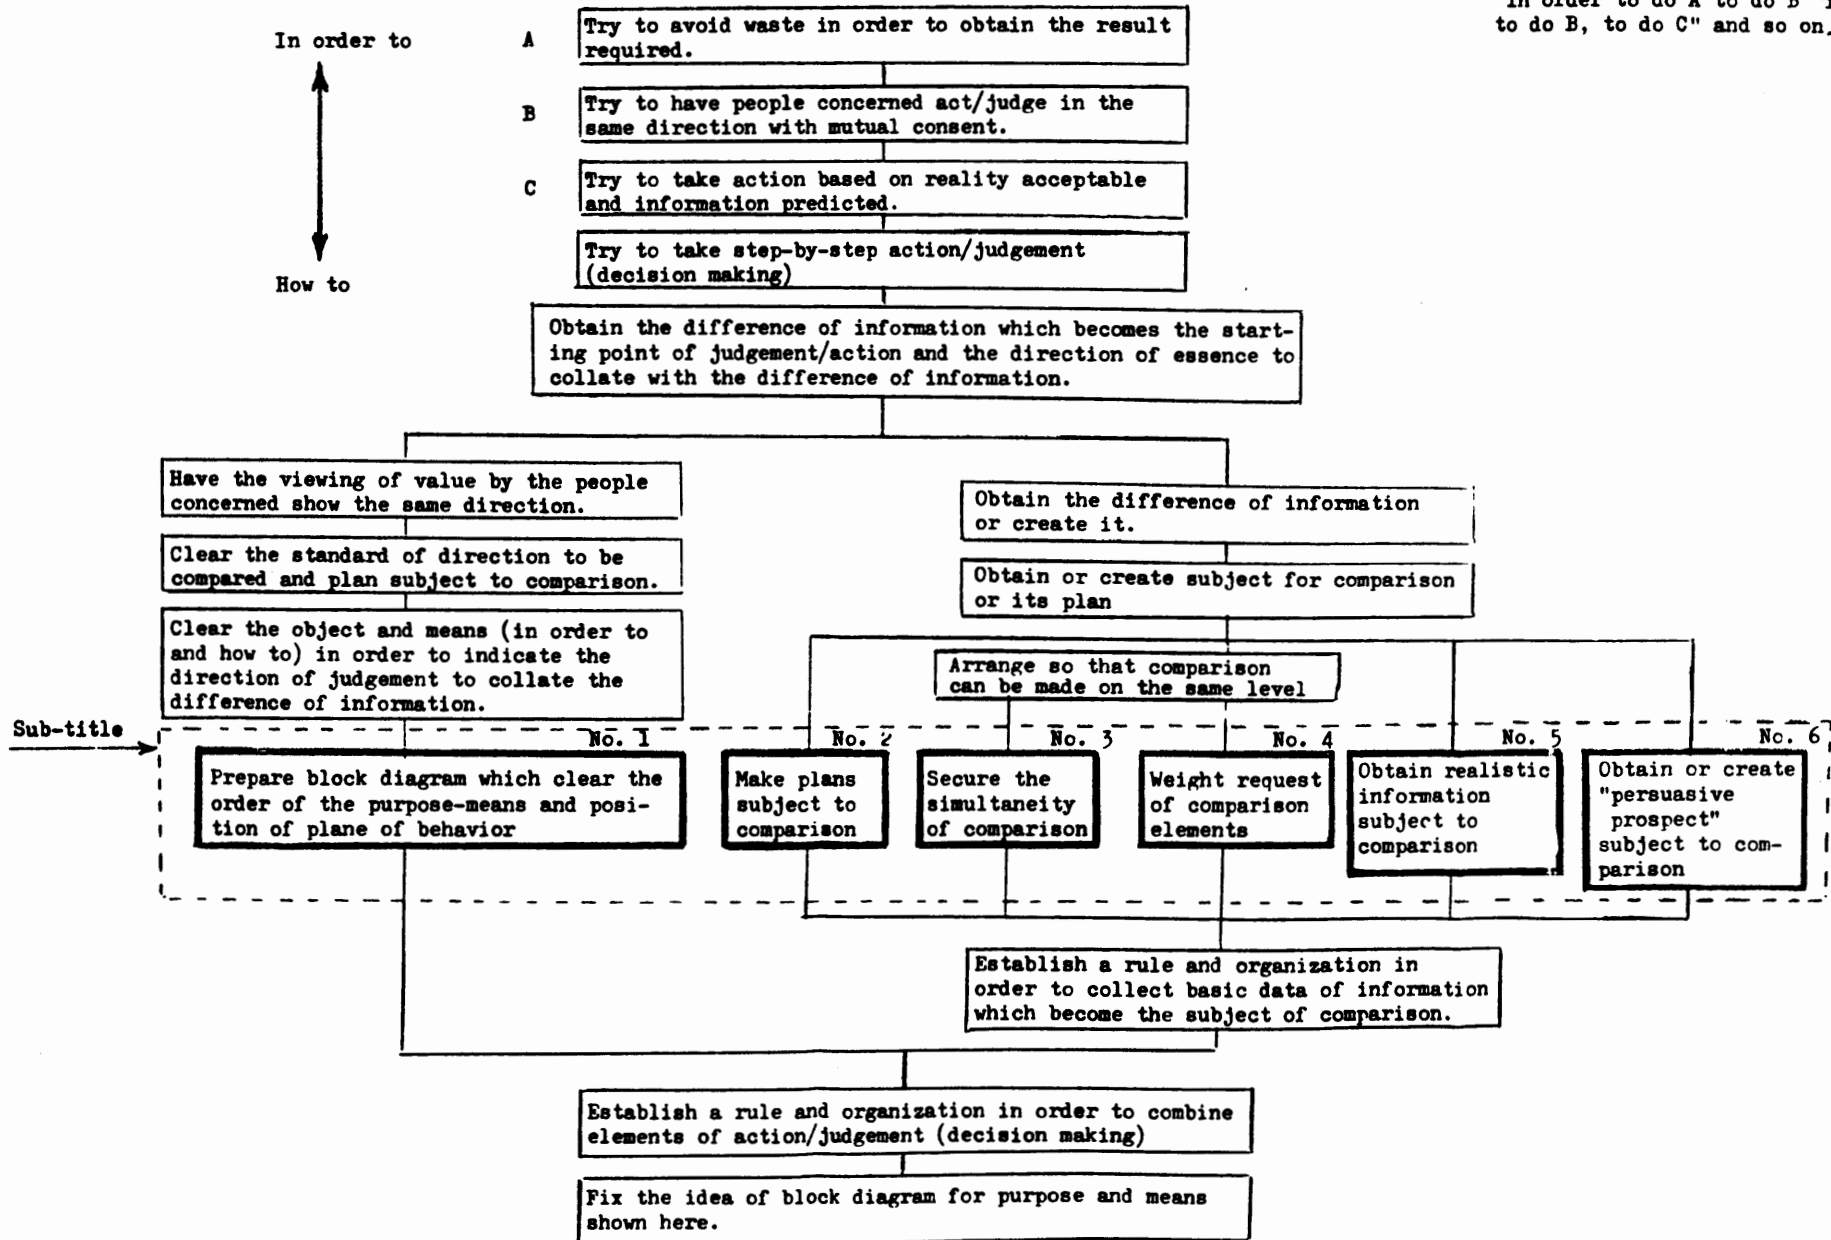 "In order to do A to do B"
to do B, to do C" and so on.
In order to
How to
A
Try to avoid waste in order to obtain the result
required.
B
Try to have people concerned act/judge in the
same direction with mutual consent.
C
Try to take action based on reality acceptable
and information predicted.
Try to take step-by-step action/judgement
(decision making)
Obtain the difference of information which becomes the start-
ing point of judgement/action and the direction of essence to
collate with the difference of information.
Have the viewing of value by the people
concerned show the same direction.
Clear the standard of direction to be
compared and plan subject to comparison.
Clear the object and means (in order to
and how to) in order to indicate the
direction of judgement to collate the
difference of information.
Obtain the difference of information
or create it.
Obtain or create subject for comparison
or its plan
Arrange so that comparison
can be made on the same level
Sub-title
No. 1
Prepare block diagram which clear the
order of the purpose-means and posi-
tion of plane of behavior
No. 2
Make plans
subject to
comparison
No. 3
Secure the
simultaneity
of comparison
No. 4
Weight request
of comparison
elements
No. 5
Obtain realistic
information
subject to
comparison
No. 6
Obtain or create
"persuasive
prospect"
subject to com-
parison
Establish a rule and organization in
order to collect basic data of information
which become the subject of comparison.
Establish a rule and organization in order to combine
elements of action/judgement (decision making)
Fix the idea of block diagram for purpose and means
shown here.